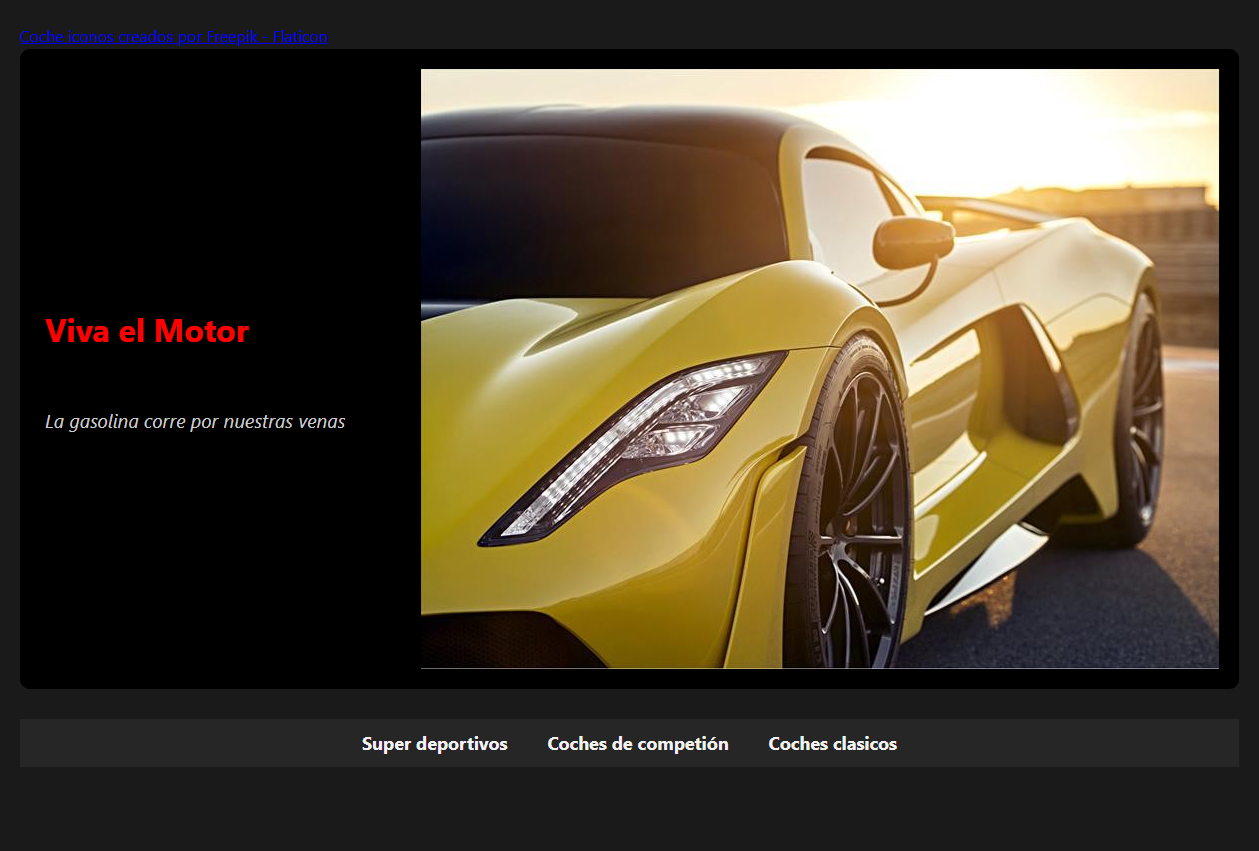 Coche iconos creados por Freepik - Flaticon
Viva el Motor
La gasolina corre por nuestras venas
Super deportivos
Coches de competión
Coches clasicos